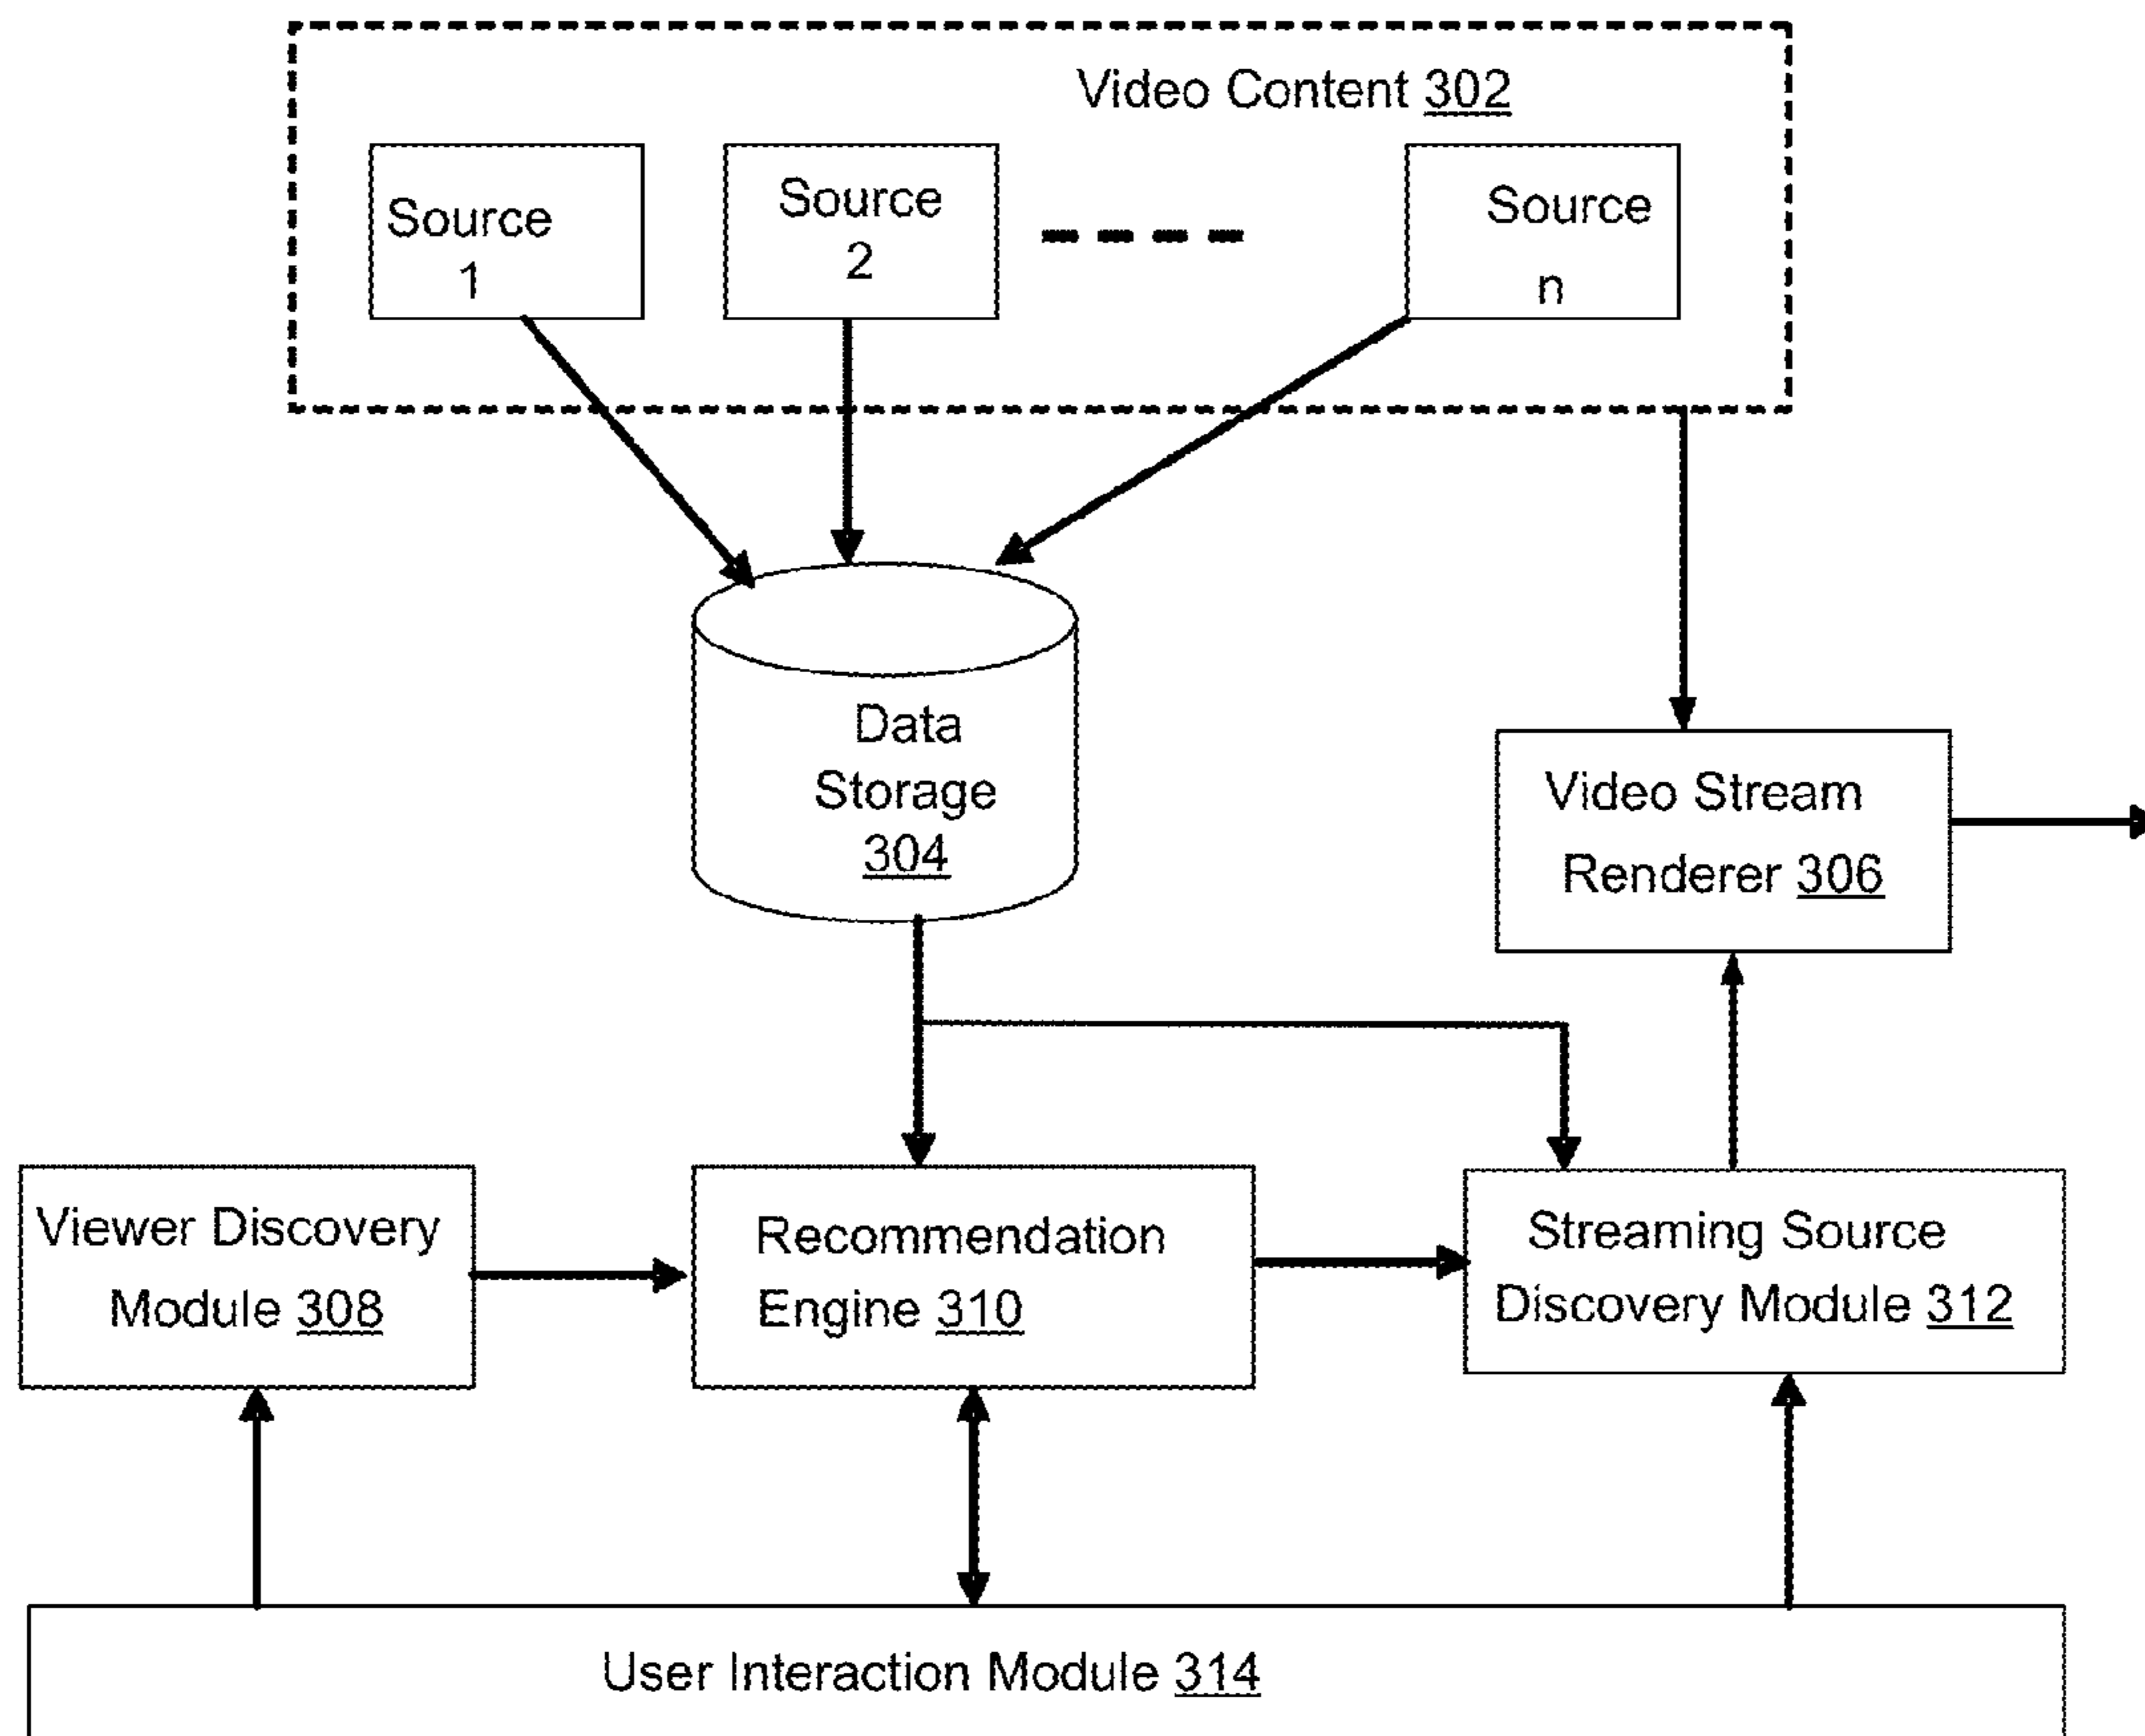 Video Content 302
Source
1
Source
2
Source
n
Data
Storage
304
Video Stream
Renderer 306
Viewer Discovery
Module 308
Recommendation
Engine 310
Streaming Source
Discovery Module 312
User Interaction Module 314